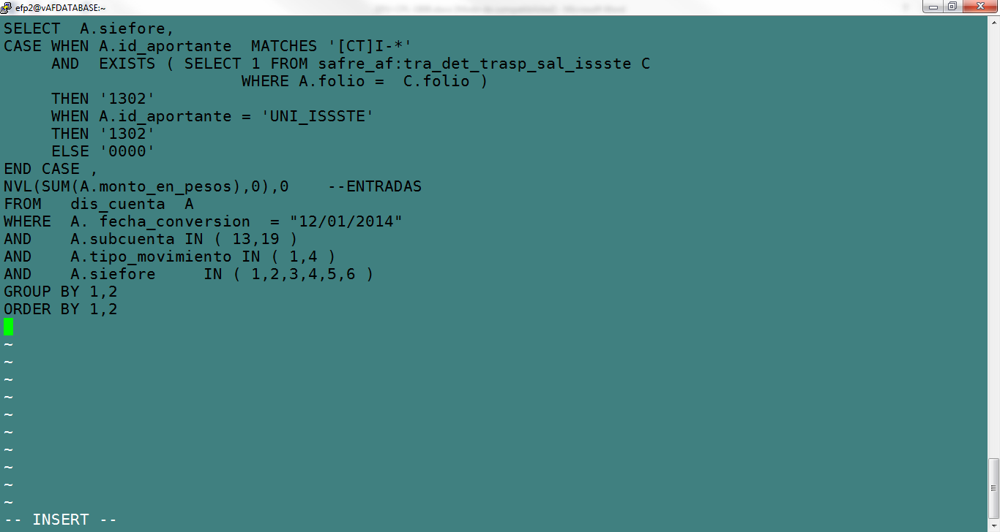 efp2@vAFDATABASE:~
SELECT  A.siefore,
CASE WHEN A.id_aportante  MATCHES '[CT]I-*'
     AND  EXISTS ( SELECT 1 FROM safre_af:tra_det_trasp_sal_issste C
                         WHERE A.folio =  C.folio )
     THEN '1302'
     WHEN A.id_aportante = 'UNI_ISSSTE'
     THEN '1302'
     ELSE '0000'
END CASE ,
NVL(SUM(A.monto_en_pesos),0),0    --ENTRADAS
FROM   dis_cuenta  A
WHERE  A. fecha_conversion  = "12/01/2014"
AND    A.subcuenta IN ( 13,19 )
AND    A.tipo_movimiento IN ( 1,4 )
AND    A.siefore     IN ( 1,2,3,4,5,6 )
GROUP BY 1,2
ORDER BY 1,2
~
~
~
~
~
~
~
~
~
~
-- INSERT --